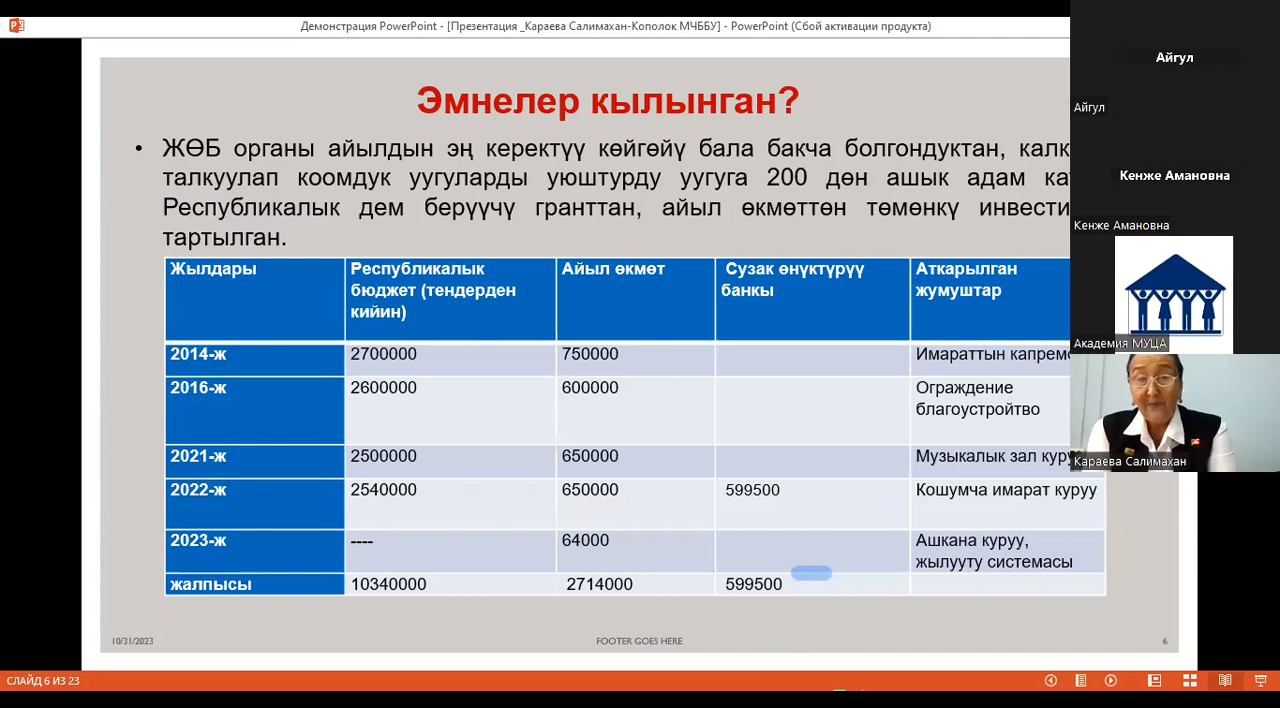 Демонстрация PowerPoint - [Презентация _Караева Салимахан-Кополок МЧББУ] - PowerPoint (Сбой активации продукта)
Эмнелер кылынган?
• ЖӨБ органы айылдын эң керектүү көйгөйү бала бакча болгондуктан, калк
талкуулап коомдук уугуларды уюштурду уугуга 200 дөн ашык адам ка
Республикалык дем берүүчү гранттан, айыл өкмөттөн төмөнкү инвести
тартылган.
Жылдары
Республикалык бюджет (тендерден кийин)
Айыл өкмөт
Сузак өнүктүрүү банкы
Аткарылган жумуштар
2014-ж 2700000 750000 Имараттын капрем
2016-ж 2600000 600000 Ограждение
благоустройтво
2021-ж 2500000 650000 Музыкалык зал кур
2022-ж 2540000 650000 599500 Кошумча имарат куруу
2023-ж ---- 64000 Ашкана куруу,
жылууту системасы
жалпысы 10340000 2714000 599500
10/31/2023 FOOTER GOES HERE 6
СЛАЙД 6 ИЗ 23
Айгул
Айгул
Кенже Амановна
Кенже Амановна
Академия МУЦА
Караева Салимахан